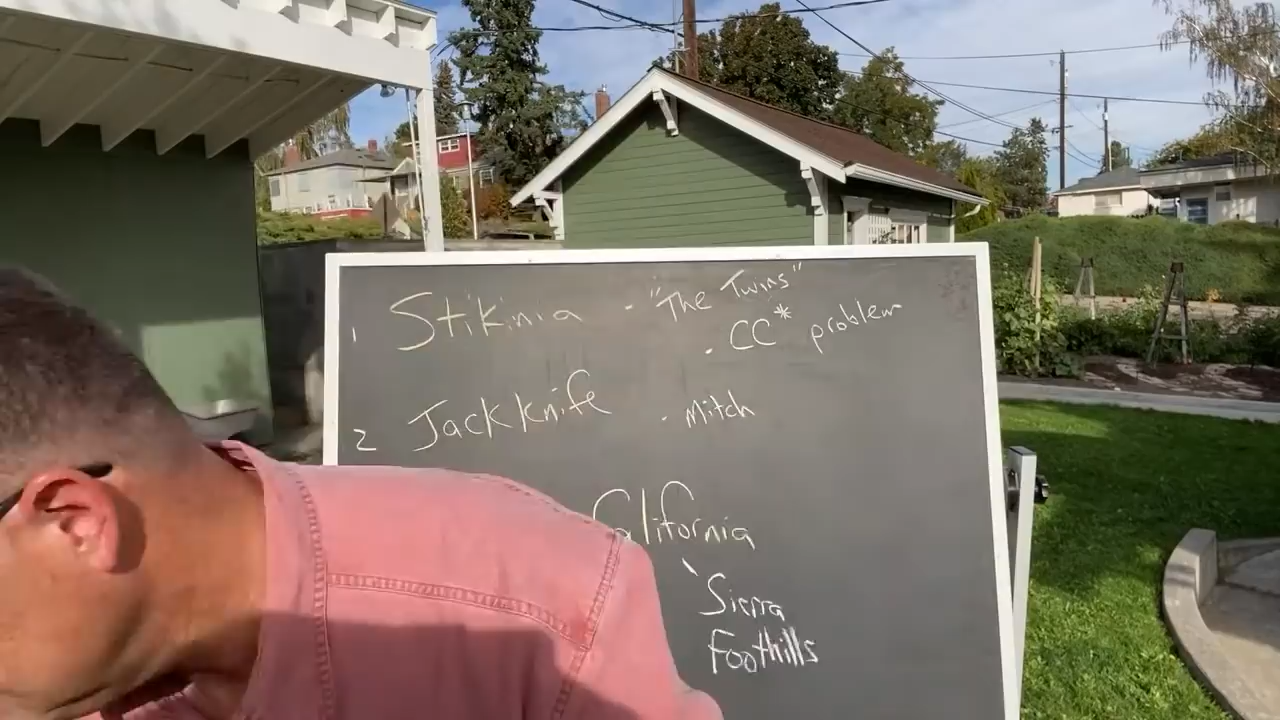 1 Stikinia - "The Twins"
. CC* problem
2 Jackknife . Mitch
California
Sierra
Foothills